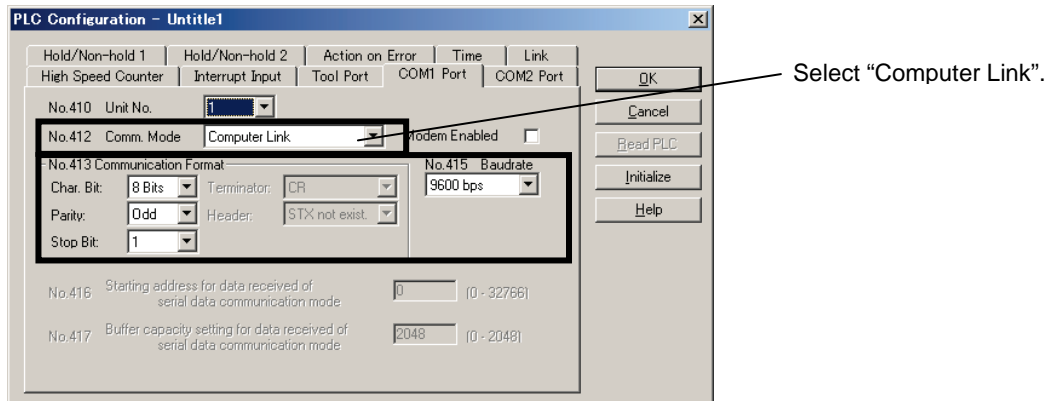 PLC Configuration - Untitle1
Hold/Non-hold 1 Hold/Non-hold 2 Action on Error Time Link
High Speed Counter Interrupt Input Tool Port COM1 Port COM2 Port
No.410 Unit No. 1
No.412 Comm. Mode Computer Link Modem Enabled
No.413 Communication Format No.415 Baudrate
Char. Bit: 8 Bits Terminator: CR 9600 bps
Parity: Odd Header: STX not exist.
Stop Bit: 1
No.416 Starting address for data received of
serial data communication mode 0 (0 - 32766)
No.417 Buffer capacity setting for data received of
serial data communication mode 2048 (0 - 2048)
OK
Cancel
Read PLC
Initialize
Help
Select “Computer Link”.